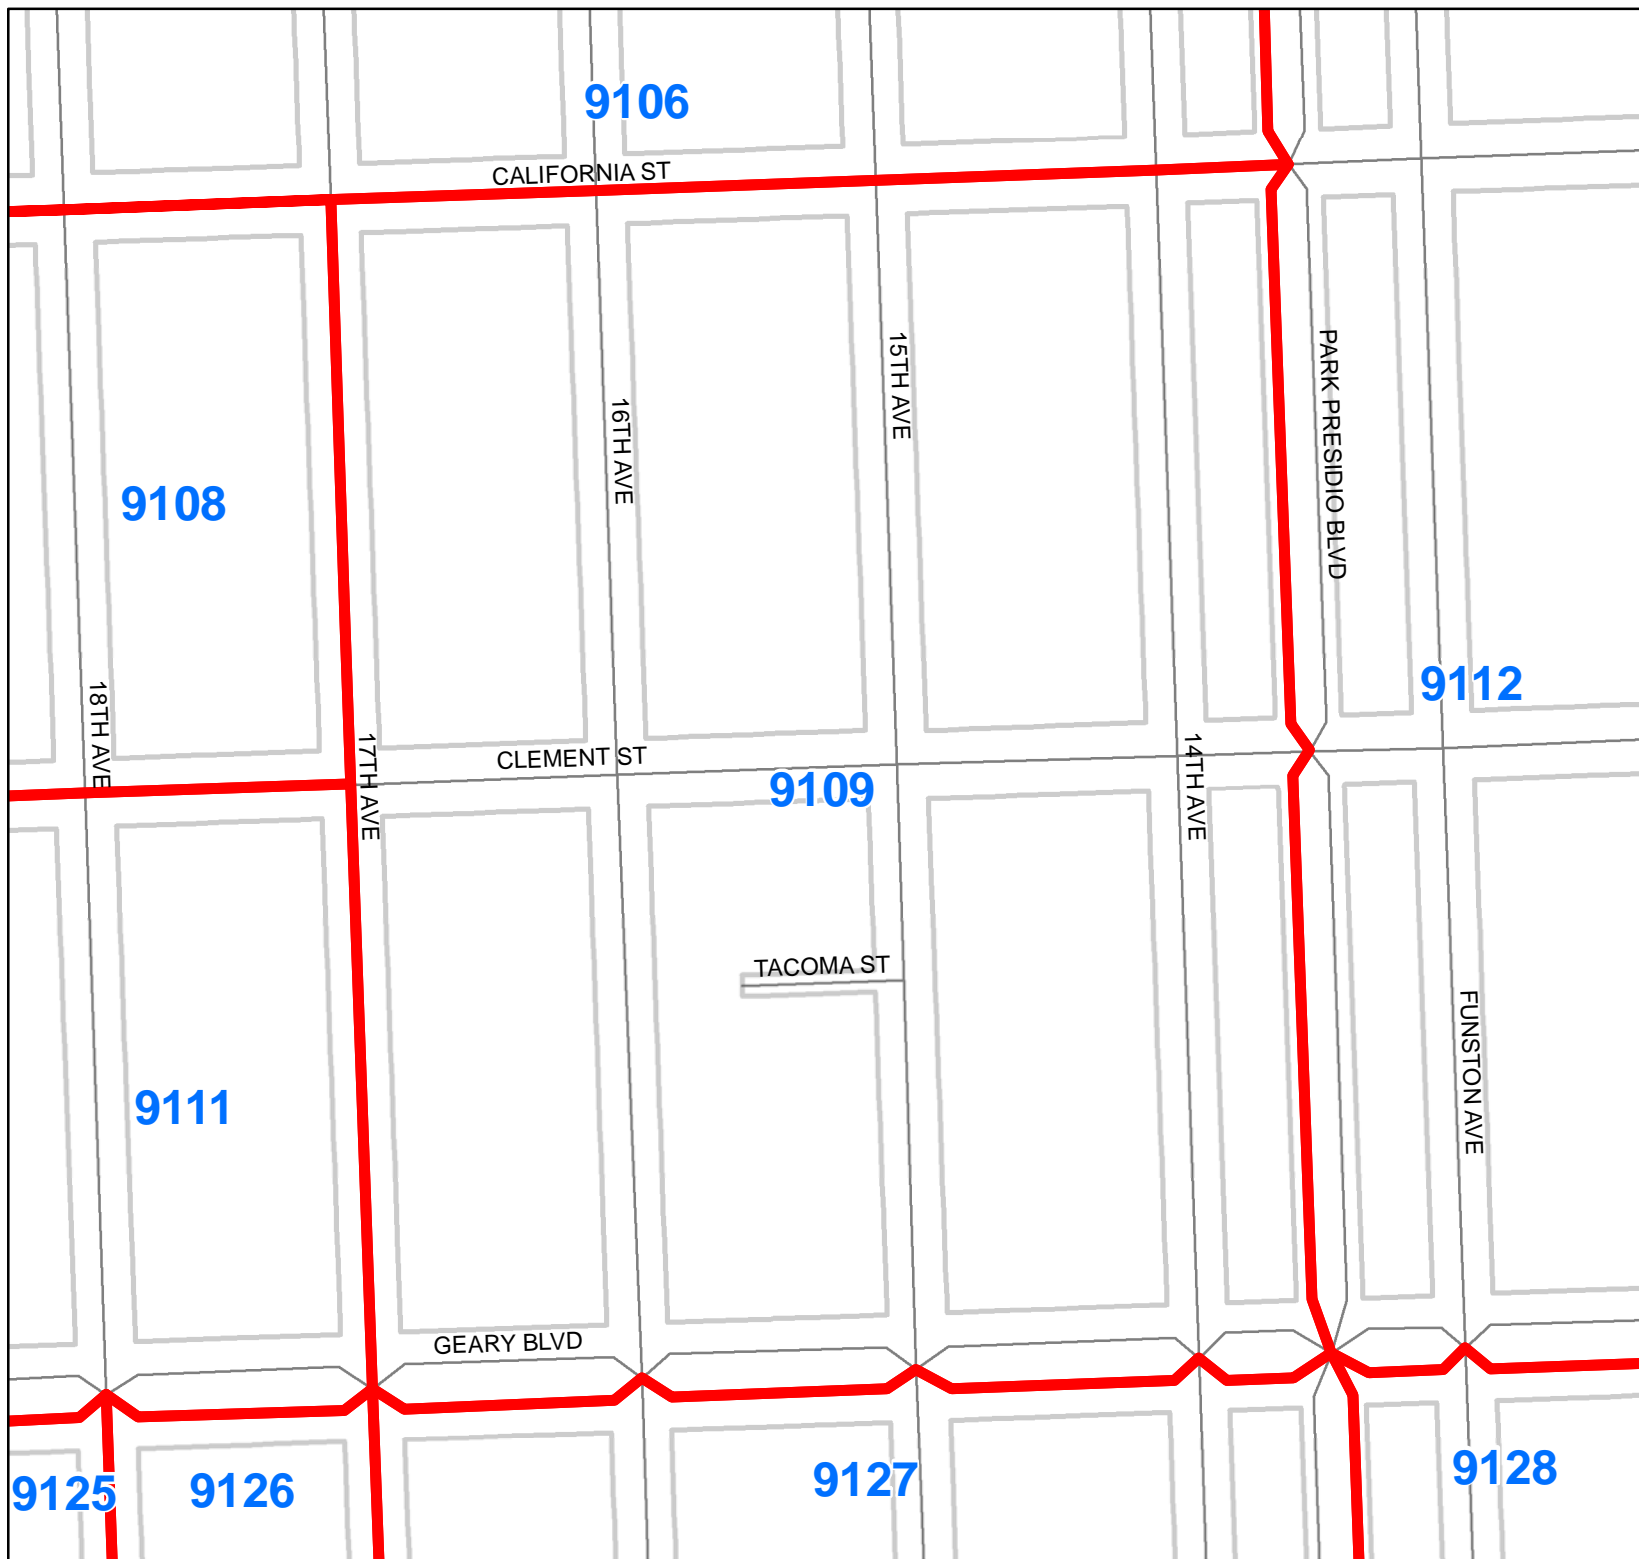 9106
CALIFORNIA ST
15TH AVE
PARK PRESIDIO BLVD
16TH AVE
9108
9112
18TH AVE
17TH AVE
CLEMENT ST
14TH AVE
9109
TACOMA ST
FUNSTON AVE
9111
GEARY BLVD
9125
9126
9127
9128